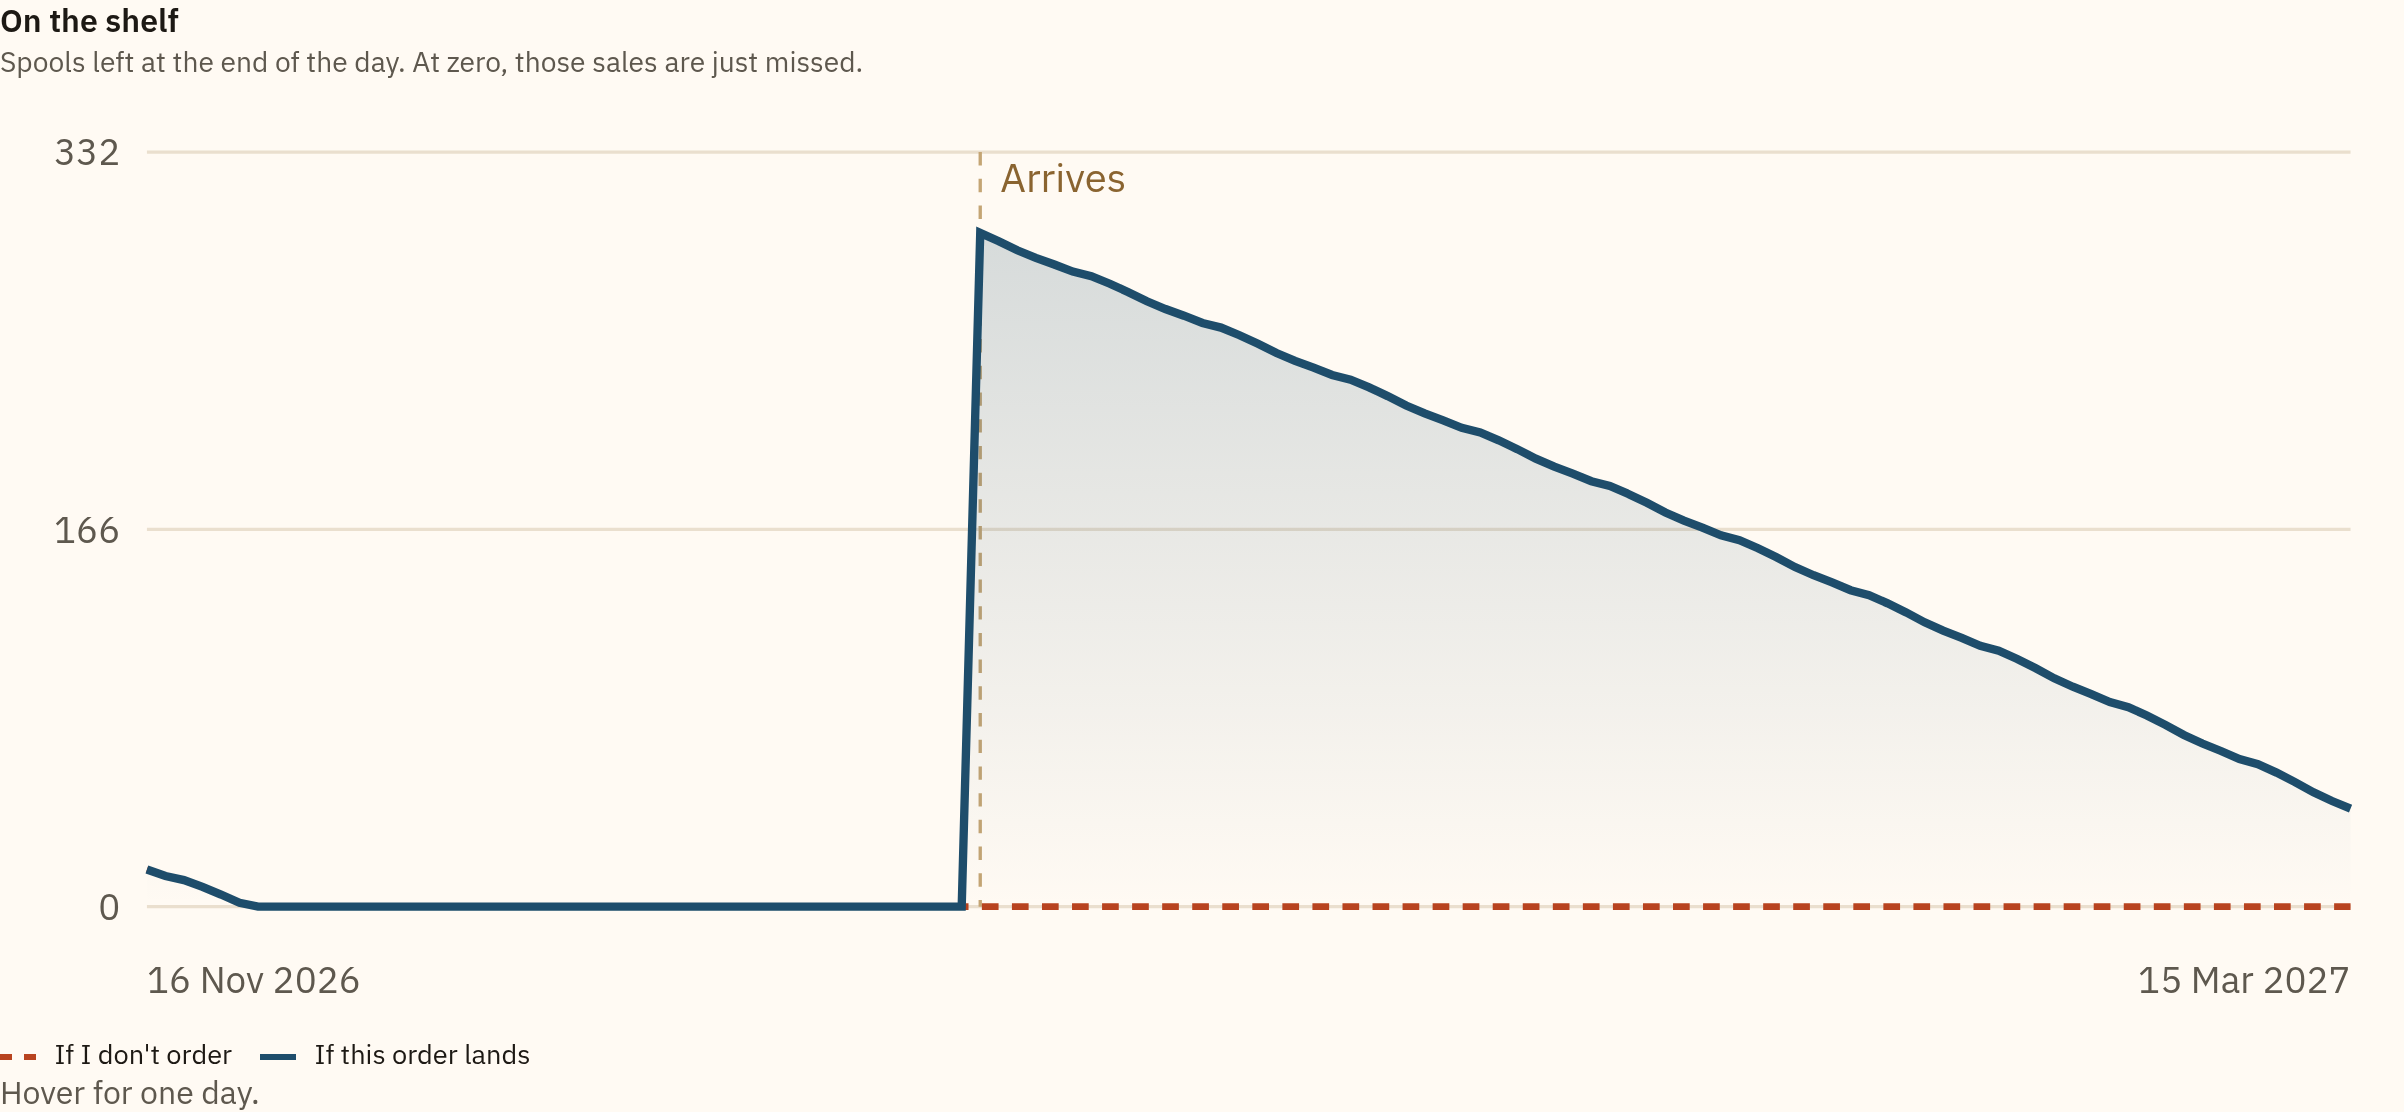 On the shelf
Spools left at the end of the day. At zero, those sales are just missed.
332
Arrives
166
0
16 Nov 2026
15 Mar 2027
If I don't order
If this order lands
Hover for one day.